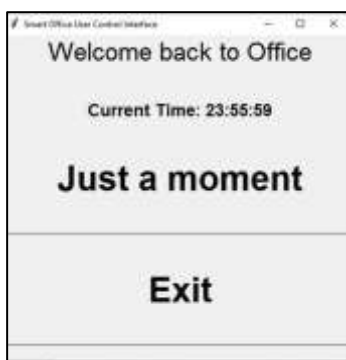 Smart Office User Control Interface
Welcome back to Office
Current Time: 23:55:59
Just a moment
Exit